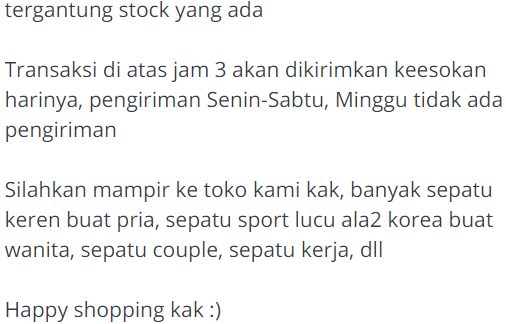 tergantung stock yang ada
Transaksi di atas jam 3 akan dikirimkan keesokan
harinya, pengiriman Senin-Sabtu, Minggu tidak ada
pengiriman
Silahkan mampir ke toko kami kak, banyak sepatu
keren buat pria, sepatu sport lucu ala2 korea buat
wanita, sepatu couple, sepatu kerja, dll
Happy shopping kak :)